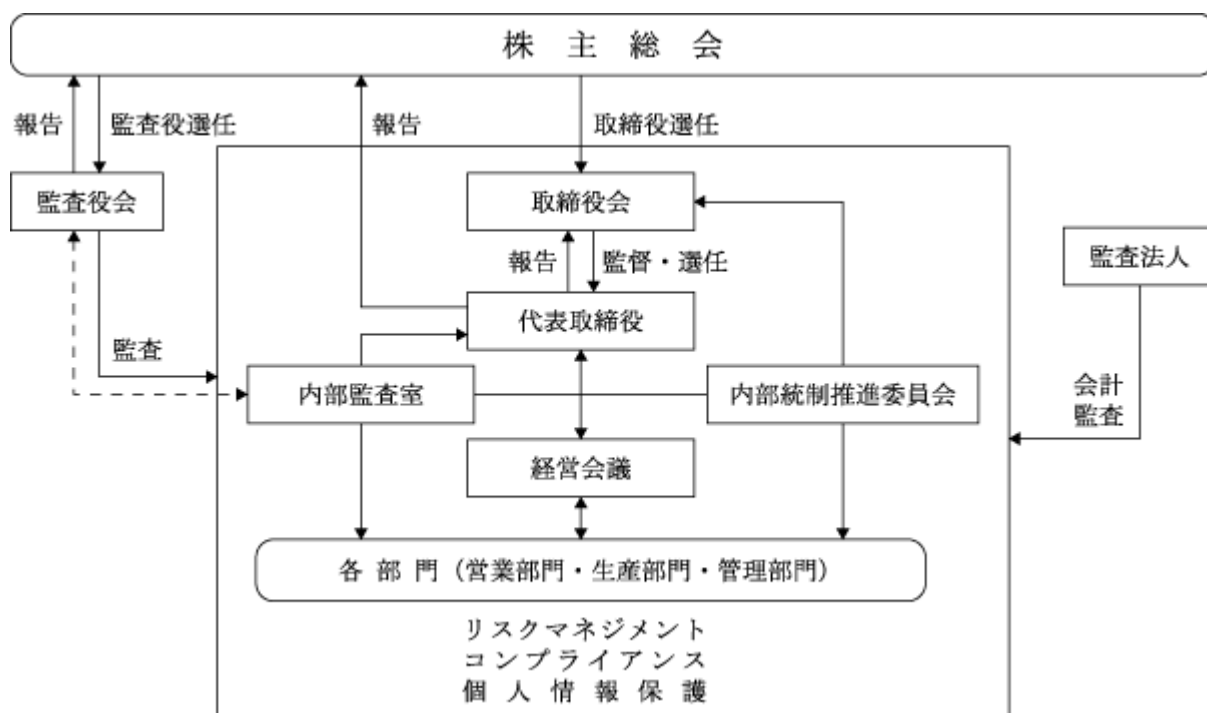 株主総会
報告
監査役選任
報告
取締役選任
監査役会
取締役会
監査法人
報告
監督・選任
代表取締役
監査
内部監査室
内部統制推進委員会
会計
監査
経営会議
各部門（営業部門・生産部門・管理部門）
リスクマネジメント
コンプライアンス
個人情報保護